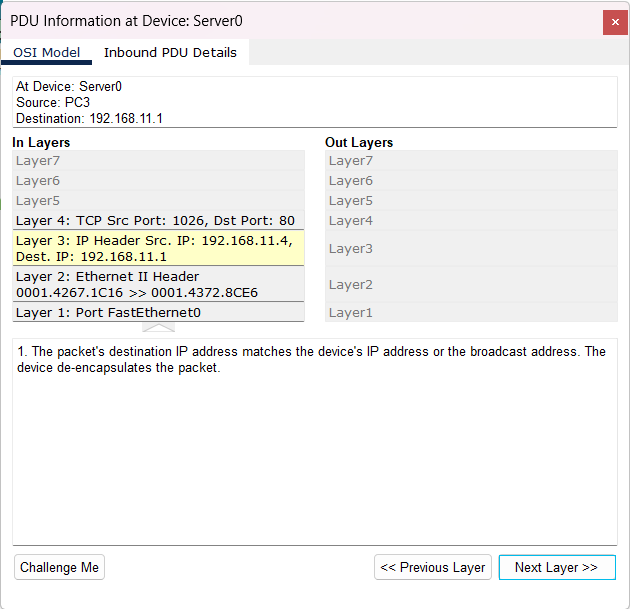 PDU Information at Device: Server0
×
OSI Model
Inbound PDU Details
At Device: Server0
Source: PC3
Destination: 192.168.11.1
In Layers
Layer7
Layer6
Layer5
Layer 4: TCP Src Port: 1026, Dst Port: 80
Layer 3: IP Header Src. IP: 192.168.11.4,
Dest. IP: 192.168.11.1
Layer 2: Ethernet II Header
0001.4267.1C16 >> 0001.4372.8CE6
Layer 1: Port FastEthernet0
Out Layers
Layer7
Layer6
Layer5
Layer4
Layer3
Layer2
Layer1
1. The packet's destination IP address matches the device's IP address or the broadcast address. The
device de-encapsulates the packet.
Challenge Me
<< Previous Layer
Next Layer >>